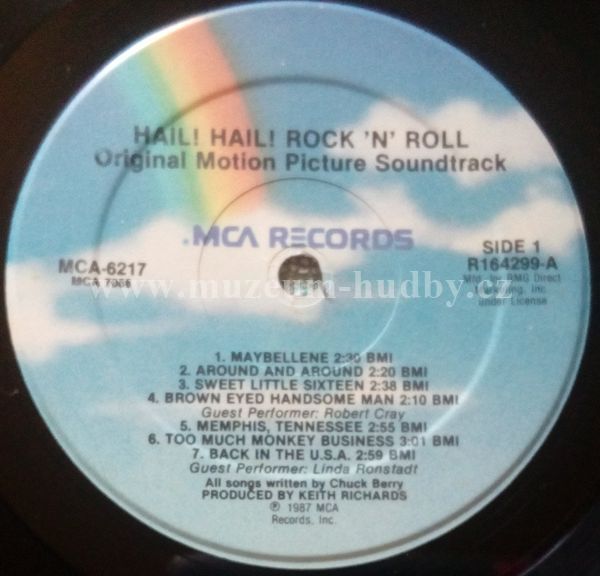 HAIL! HAIL! ROCK 'N' ROLL
Original Motion Picture Soundtrack
MCA RECORDS
MCA-6217
SIDE 1
R164299-A
Mfd. by BMG Direct
Marketing, Inc.
under License
www.muzeum-hudby.cz
1. MAYBELLENE 2:30 BMI
2. AROUND AND AROUND 2:20 BMI
3. SWEET LITTLE SIXTEEN 2:38 BMI
4. BROWN EYED HANDSOME MAN 2:10 BMI
Guest Performer: Robert Cray
5. MEMPHIS, TENNESSEE 2:55 BMI
6. TOO MUCH MONKEY BUSINESS 3:01 BMI
7. BACK IN THE U.S.A. 2:59 BMI
Guest Performer: Linda Ronstadt
All songs written by Chuck Berry
PRODUCED BY KEITH RICHARDS
℗ 1987 MCA
Records, Inc.